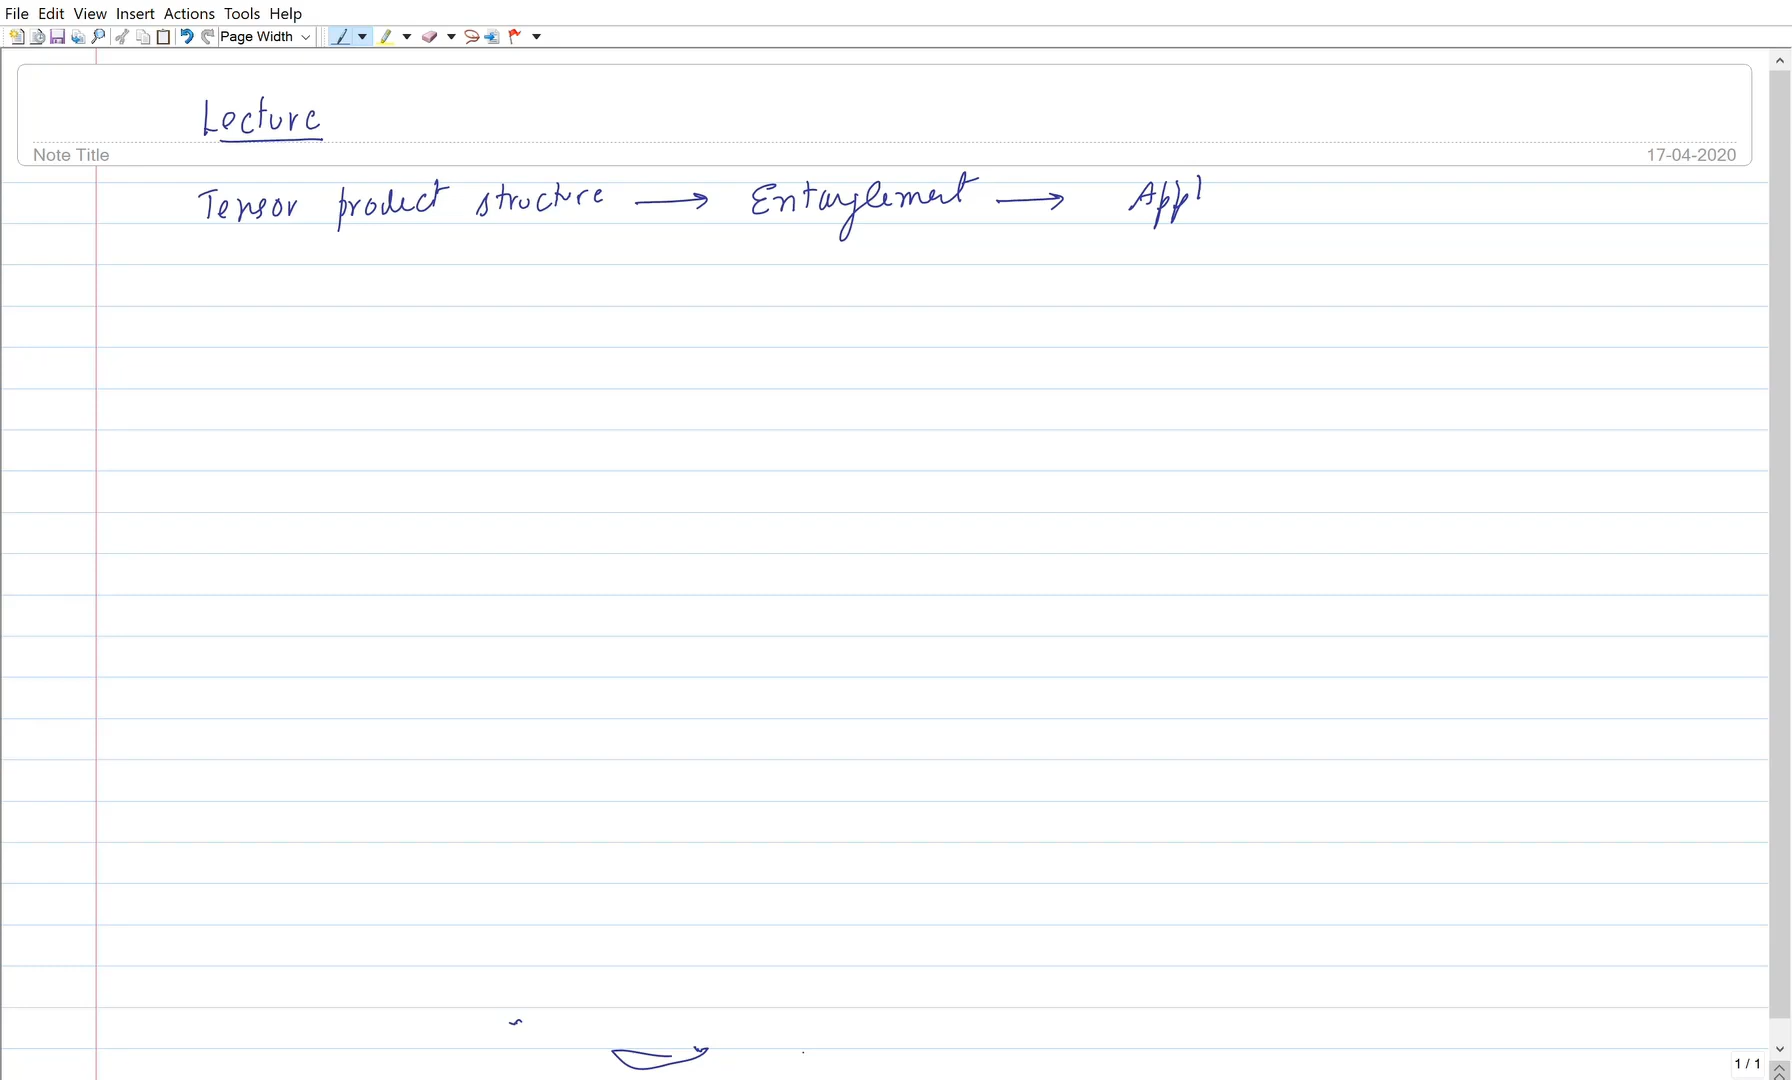 File Edit View Insert Actions Tools Help
Page Width
Lecture
Note Title 17-04-2020
Tensor product structure → Entanglement → Appl
1 / 1